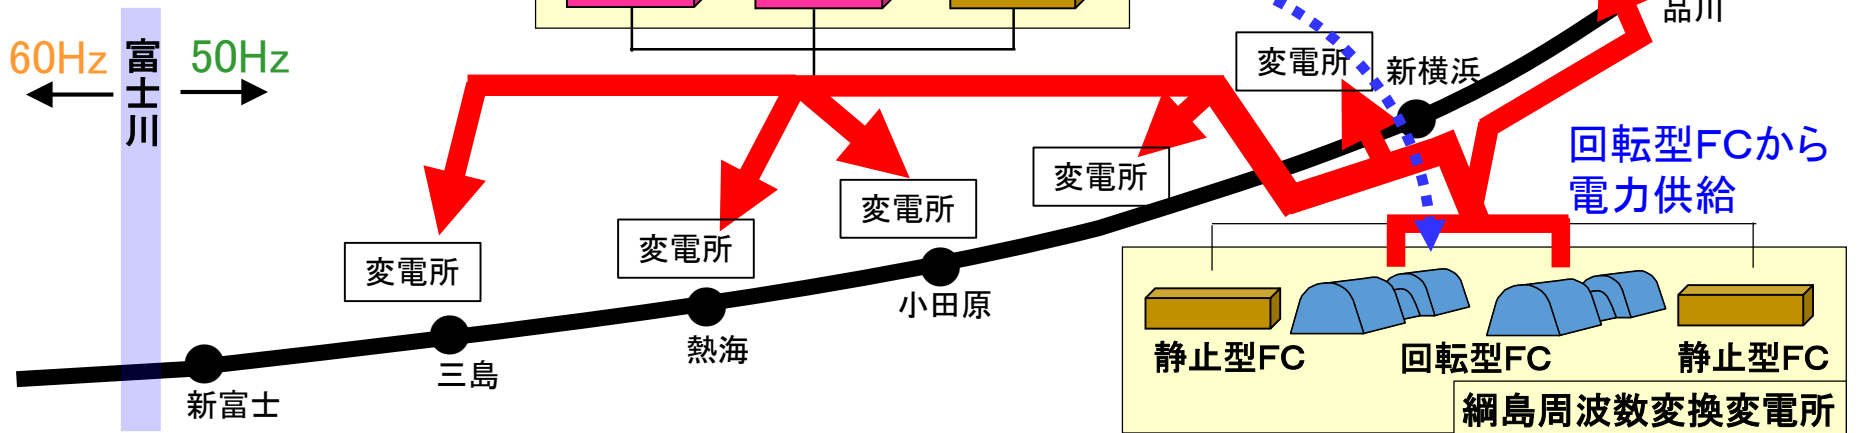 品川
60Hz
富士川
50Hz
変電所
新横浜
回転型FCから
電力供給
変電所
変電所
変電所
変電所
小田原
熱海
三島
新富士
静止型FC
回転型FC
静止型FC
綱島周波数変換変電所